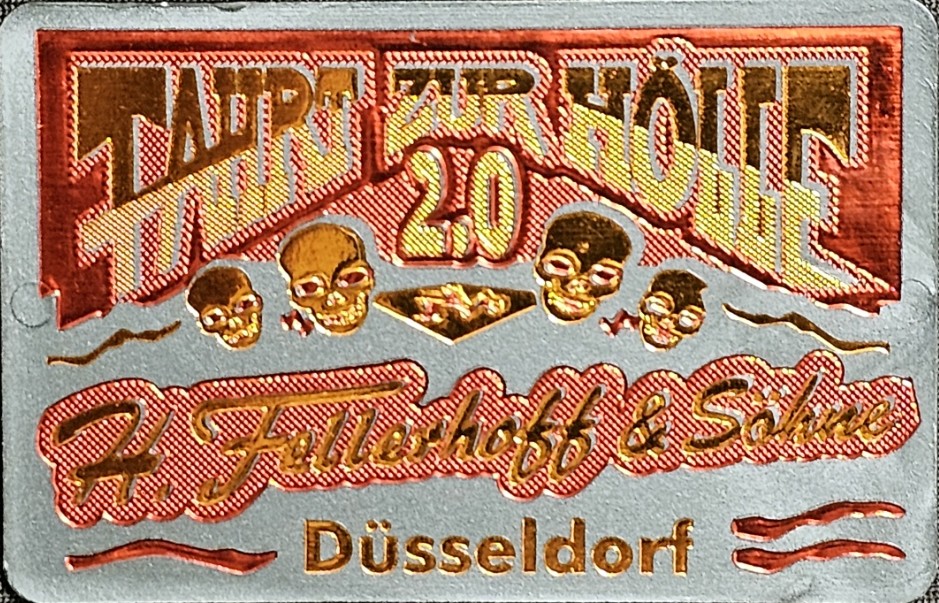 FAHRT ZUR HÖLLE
2.0
H. Fellerhoff & Söhne
Düsseldorf